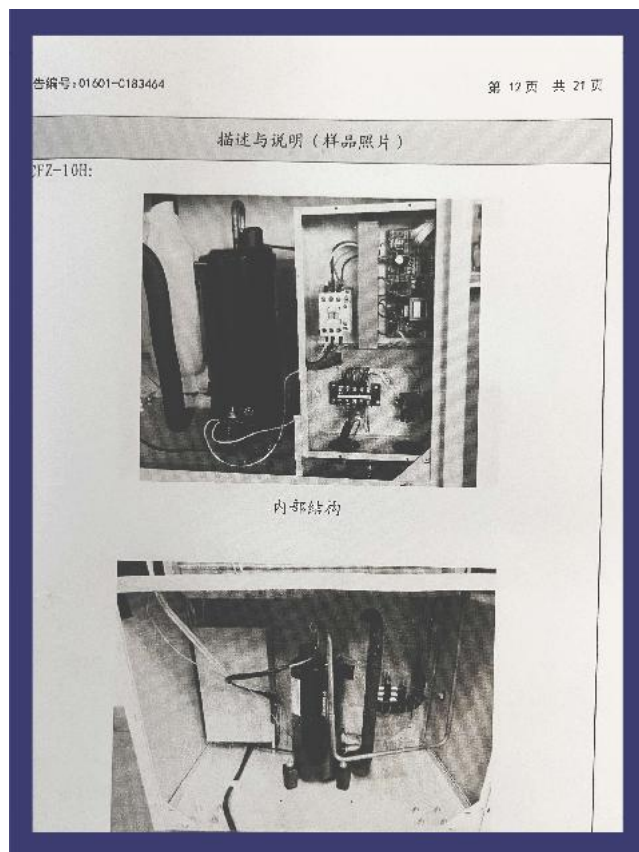 告编号:01601-C183464
第 12 页 共 21 页
描述与说明(样品照片)
CFZ-10H:
内部结构